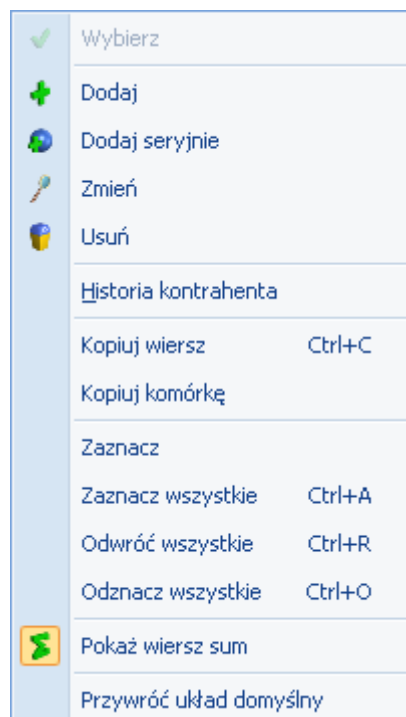 Wybierz
Dodaj
Dodaj seryjnie
Zmień
Usuń
Historia kontrahenta
Kopiuj wiersz Ctrl+C
Kopiuj komórkę
Zaznacz
Zaznacz wszystkie Ctrl+A
Odwróć wszystkie Ctrl+R
Odznacz wszystkie Ctrl+O
Pokaż wiersz sum
Przywróć układ domyślny